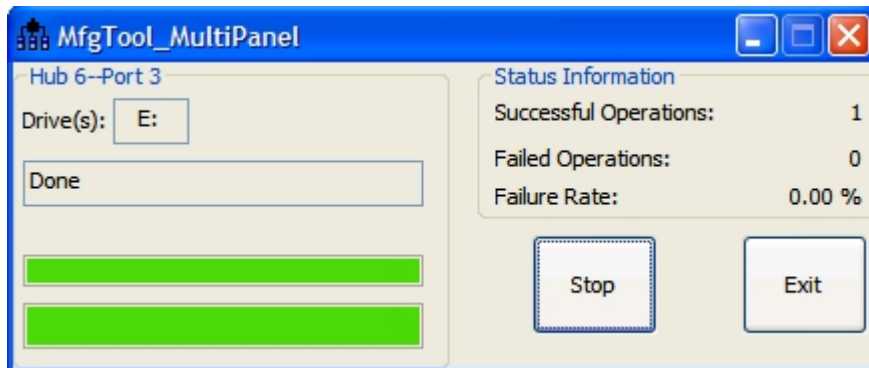 MfgTool_MultiPanel
Hub 6--Port 3
Drive(s): E:
Done
Status Information
Successful Operations: 1
Failed Operations: 0
Failure Rate: 0.00 %
Stop
Exit